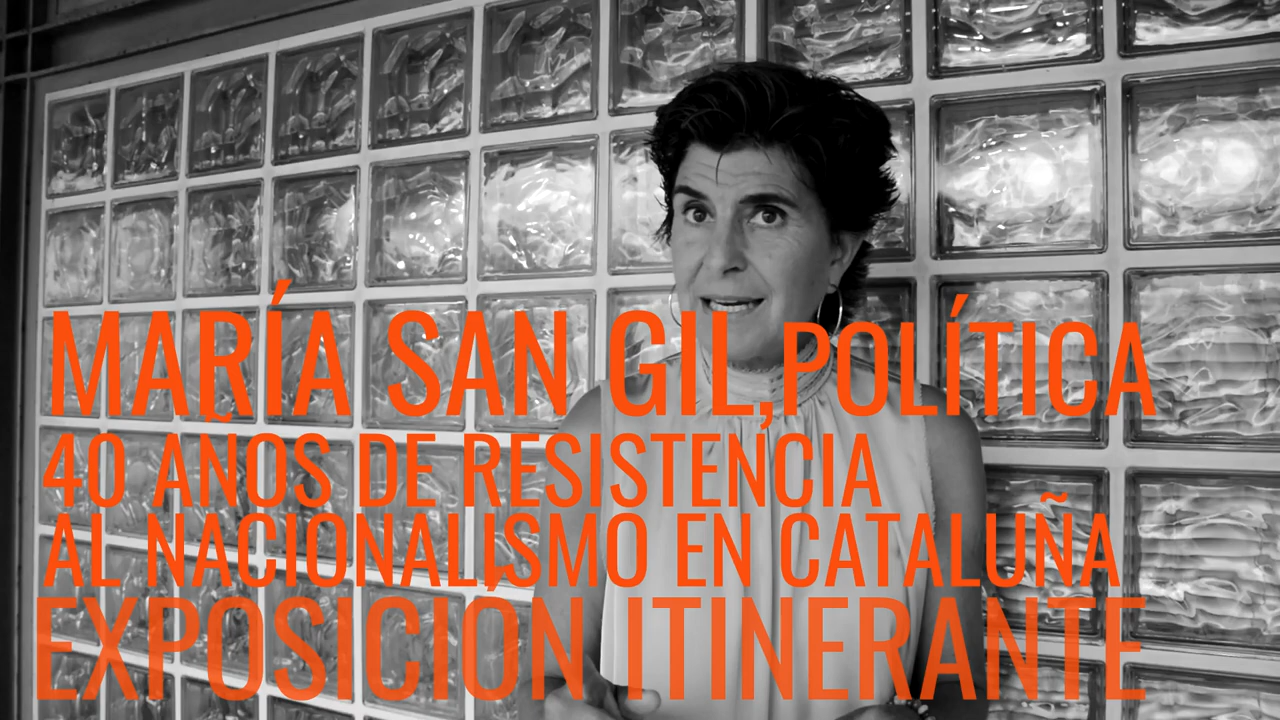 MARÍA SAN GIL, POLÍTICA
40 AÑOS DE RESISTENCIA
AL NACIONALISMO EN CATALUÑA
EXPOSICIÓN ITINERANTE